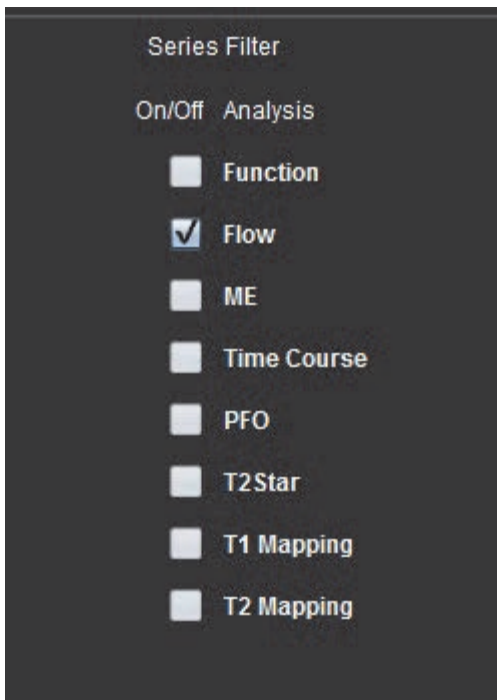 Series Filter
On/Off Analysis
Function
Flow
ME
Time Course
PFO
T2Star
T1 Mapping
T2 Mapping